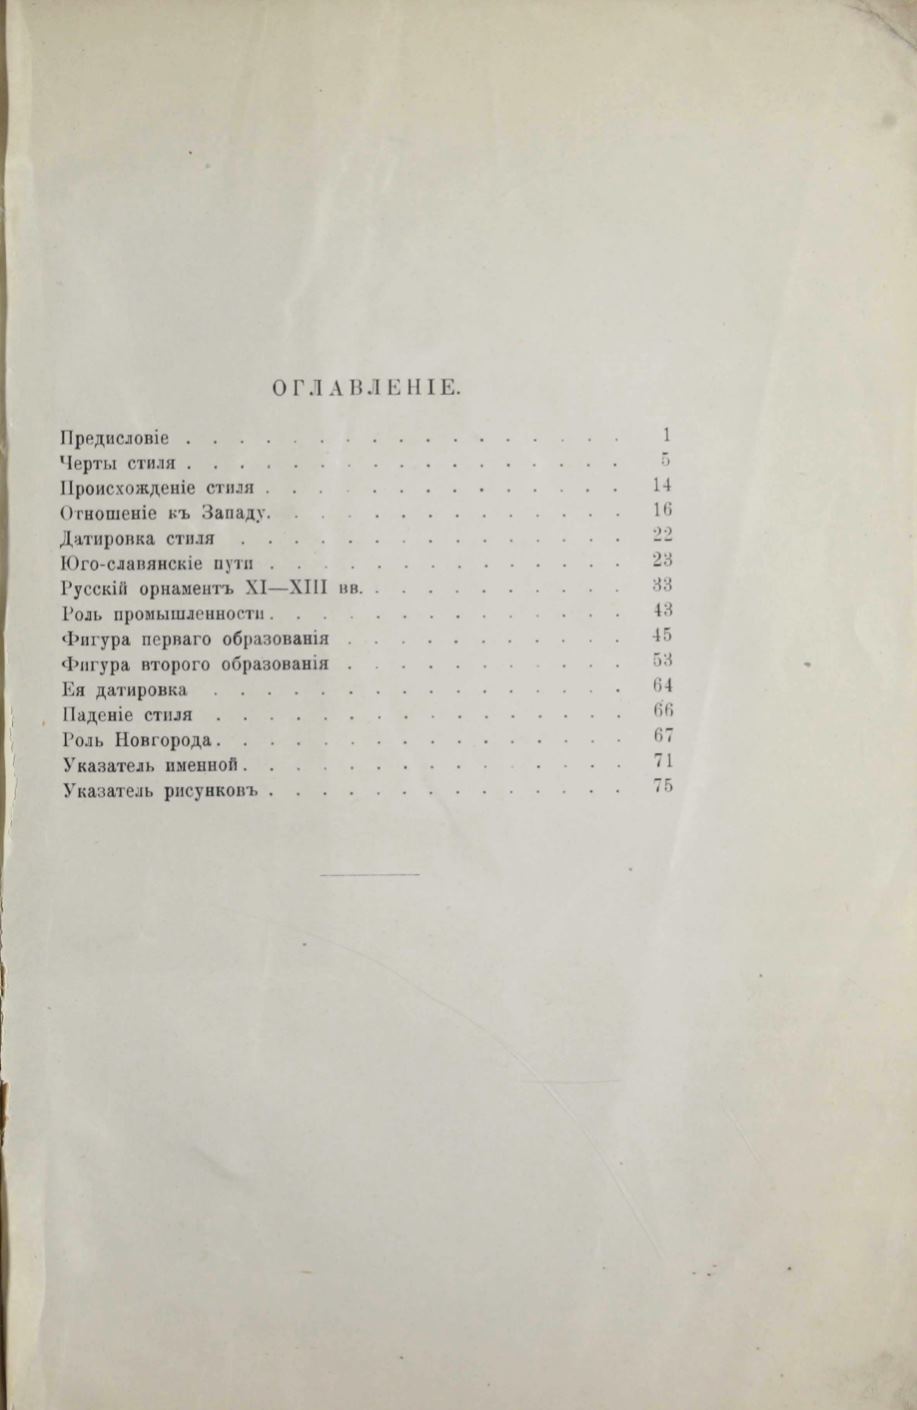 ОГЛАВЛЕНІЕ.
Предисловіе . . . . . . . . . . . . . . . . . 1
Черты стиля . . . . . . . . . . . . . . . . . 5
Происхожденіе стиля . . . . . . . . . . . . . . 14
Отношеніе къ Западу. . . . . . . . . . . . . . 16
Датировка стиля . . . . . . . . . . . . . . . 22
Юго-славянскіе пути . . . . . . . . . . . . . . 23
Русскій орнаментъ XI—XIII вв. . . . . . . . . . . 33
Роль промышленности . . . . . . . . . . . . . . 43
Фигура перваго образованія . . . . . . . . . . . 45
Фигура второго образованія . . . . . . . . . . . 53
Ея датировка . . . . . . . . . . . . . . . . 64
Паденіе стиля . . . . . . . . . . . . . . . . 66
Роль Новгорода . . . . . . . . . . . . . . . . 67
Указатель именной . . . . . . . . . . . . . . . 71
Указатель рисунковъ . . . . . . . . . . . . . . 75